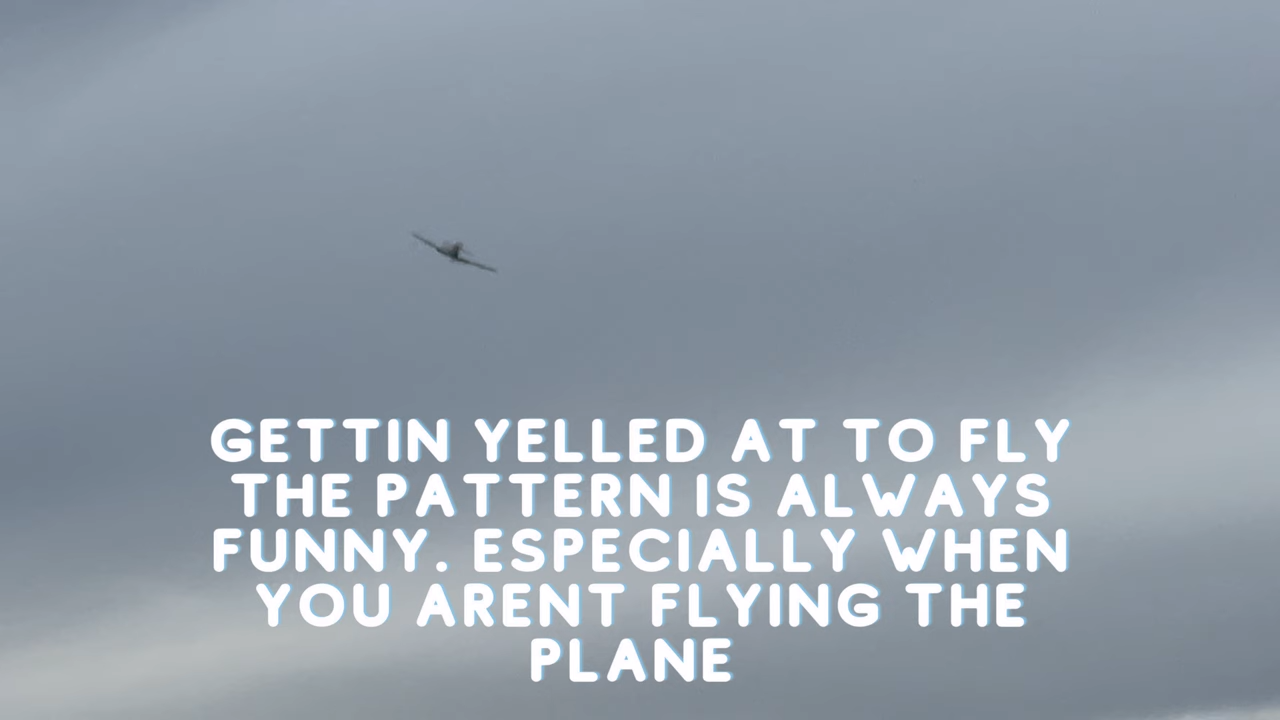 GETTIN YELLED AT TO FLY
THE PATTERN IS ALWAYS
FUNNY. ESPECIALLY WHEN
YOU ARENT FLYING THE
PLANE